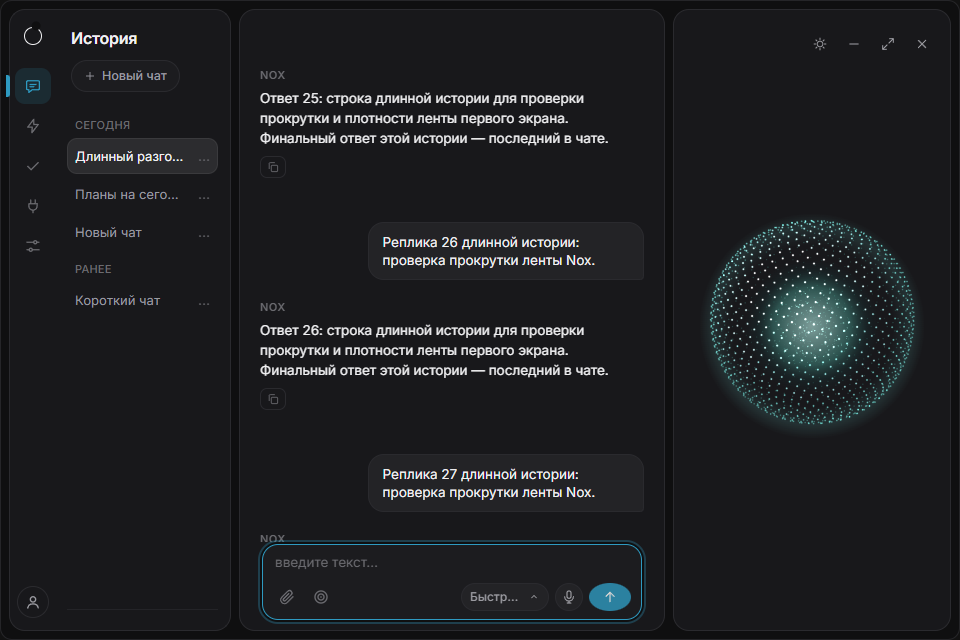 История
+ Новый чат
СЕГОДНЯ
Длинный разго... ...
Планы на сего... ...
Новый чат ...
РАНЕЕ
Короткий чат ...
NOX
Ответ 25: строка длинной истории для проверки
прокрутки и плотности ленты первого экрана.
Финальный ответ этой истории — последний в чате.
Реплика 26 длинной истории:
проверка прокрутки ленты Nox.
NOX
Ответ 26: строка длинной истории для проверки
прокрутки и плотности ленты первого экрана.
Финальный ответ этой истории — последний в чате.
Реплика 27 длинной истории:
проверка прокрутки ленты Nox.
NOX
введите текст...
Быстр...